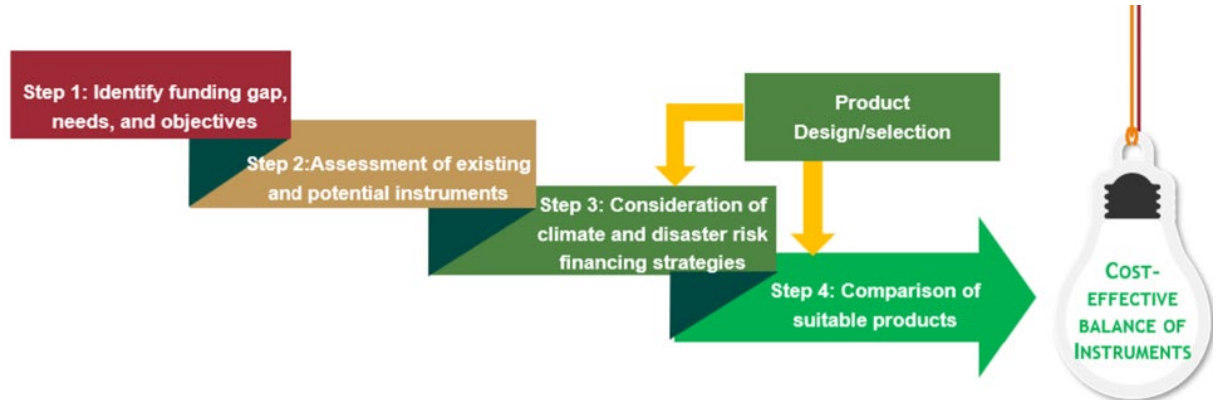 Step 1: Identify funding gap,
needs, and objectives
Step 2:Assessment of existing
and potential instruments
Product
Design/selection
Step 3: Consideration of
climate and disaster risk
financing strategies
Step 4: Comparison of
suitable products
COST-
EFFECTIVE
BALANCE OF
INSTRUMENTS